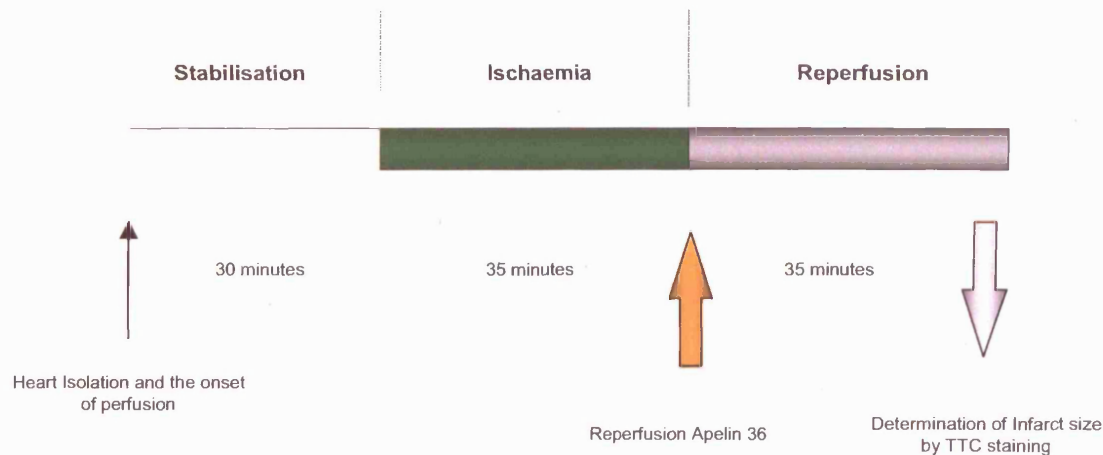 Stabilisation
Ischaemia
Reperfusion
30 minutes
35 minutes
35 minutes
Heart Isolation and the onset
of perfusion
Reperfusion Apelin 36
Determination of Infarct size
by TTC staining